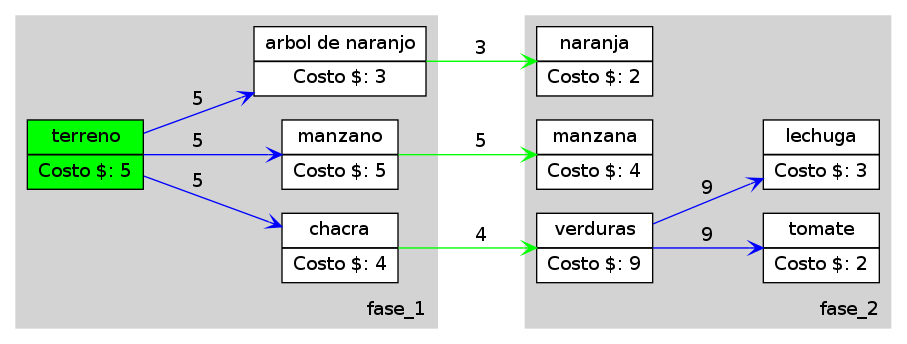 arbol de naranjo
Costo $: 3
3
naranja
Costo $: 2
5
terreno
Costo $: 5
5
manzano
Costo $: 5
5
manzana
Costo $: 4
lechuga
Costo $: 3
5
9
chacra
Costo $: 4
4
verduras
Costo $: 9
9
tomate
Costo $: 2
fase_1
fase_2